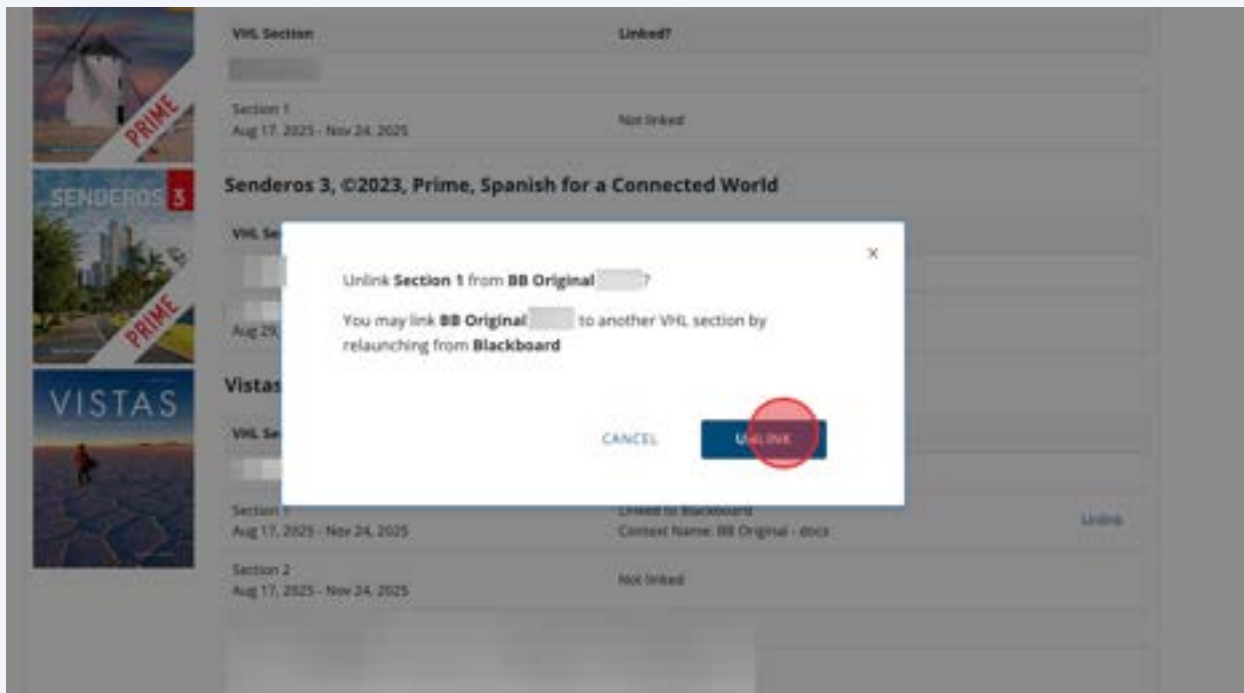 VHL Section Linked?
PRIME
Section 1
Aug 17, 2025 - Nov 24, 2025 Not linked
SENDEROS 3
Senderos 3, ©2023, Prime, Spanish for a Connected World
VHL Se
PRIME
Aug 29,
Unlink Section 1 from BB Original ?
You may link BB Original to another VHL section by
relaunching from Blackboard
CANCEL UNLINK
×
VISTAS
Vistas
VHL Se
Section 1 Linked to Blackboard
Aug 17, 2025 - Nov 24, 2025 Context Name: BB Original - docs Unlink
Section 2
Aug 17, 2025 - Nov 24, 2025 Not linked